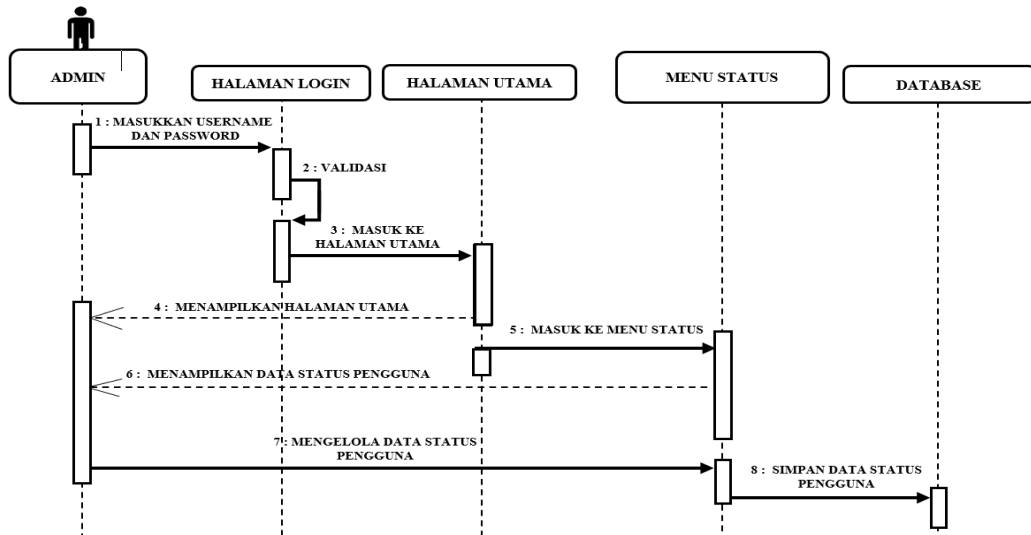 ADMIN
HALAMAN LOGIN
HALAMAN UTAMA
MENU STATUS
DATABASE
1 : MASUKKAN USERNAME
DAN PASSWORD
2 : VALIDASI
3 : MASUK KE
HALAMAN UTAMA
4 : MENAMPILKAN HALAMAN UTAMA
5 : MASUK KE MENU STATUS
6 : MENAMPILKAN DATA STATUS PENGGUNA
7 : MENGELOLA DATA STATUS
PENGGUNA
8 : SIMPAN DATA STATUS
PENGGUNA